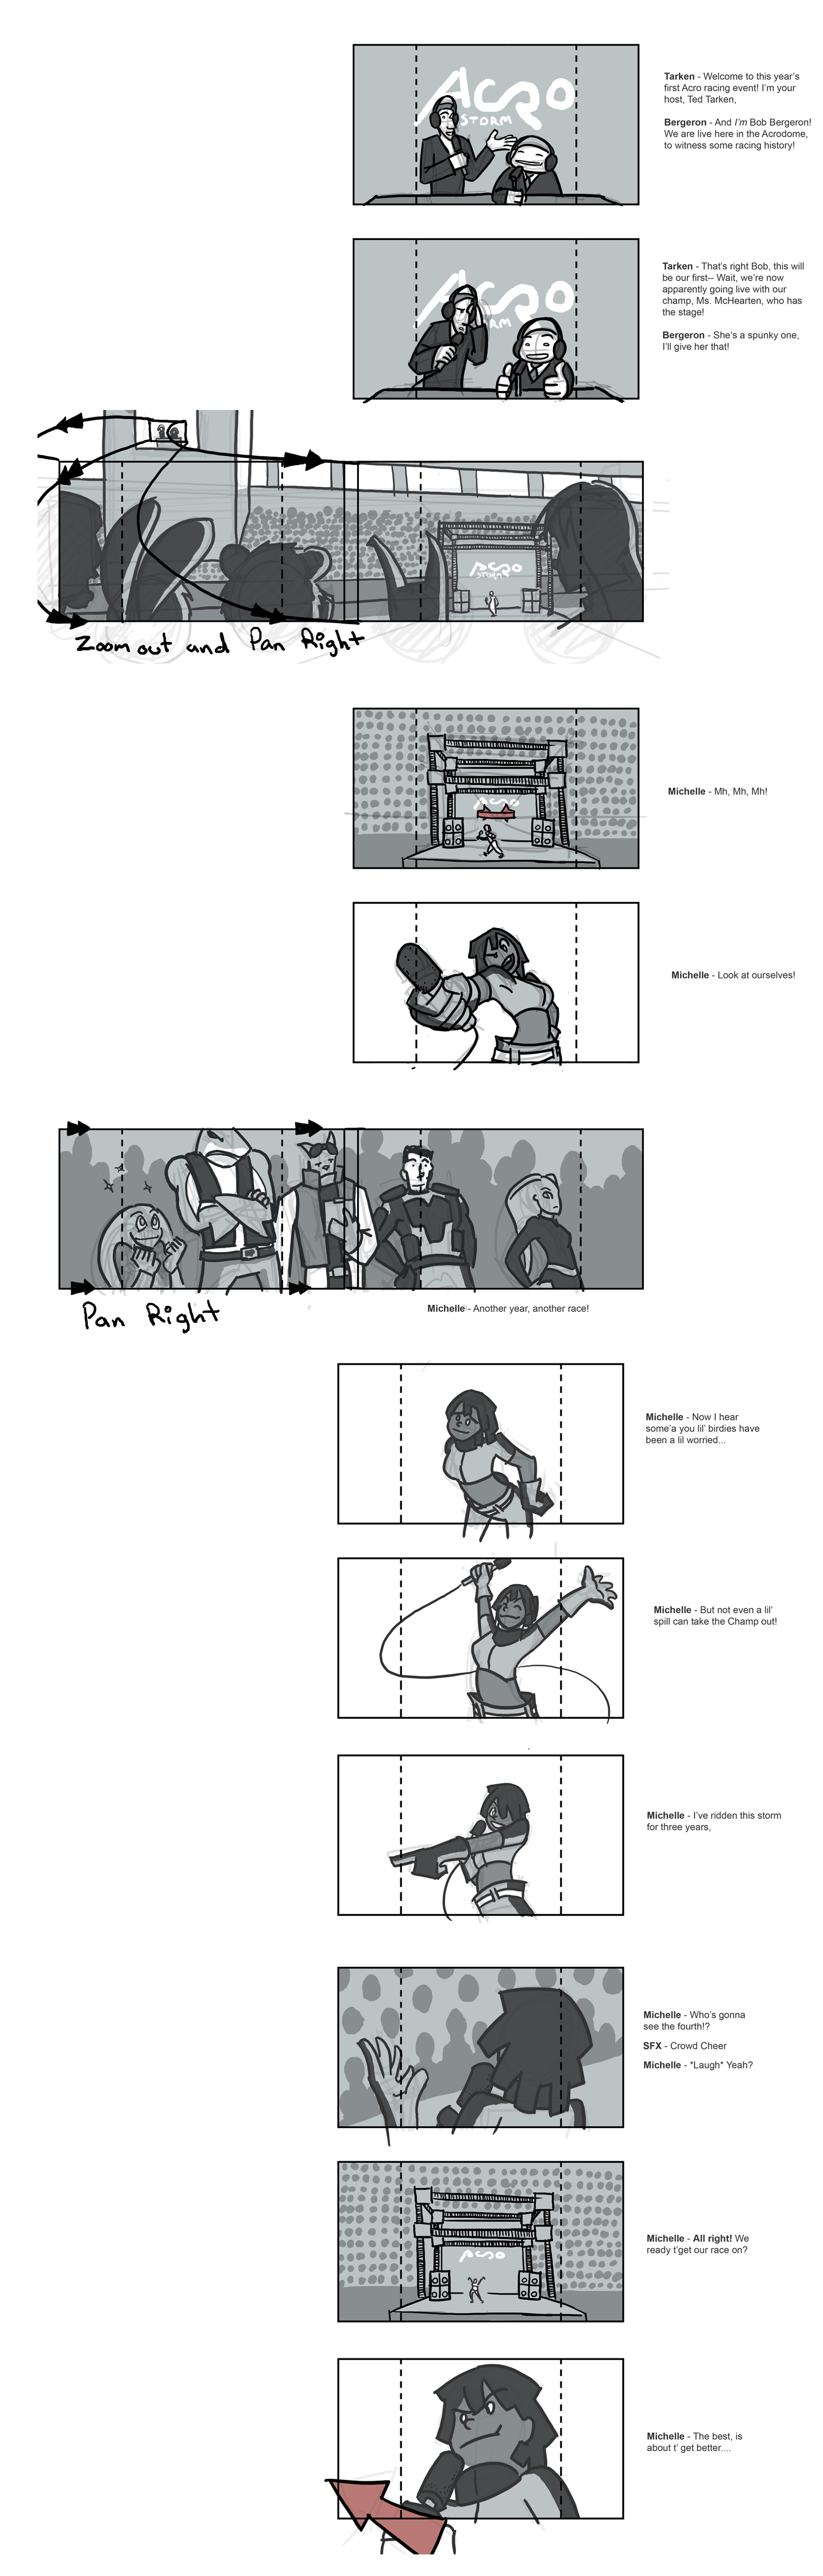 ACRO
STORM
Tarken - Welcome to this year's
first Acro racing event! I'm your
host, Ted Tarken,
Bergeron - And I'm Bob Bergeron!
We are live here in the Acrodome,
to witness some racing history!
ACRO
RM
Tarken - That's right Bob, this will
be our first-- Wait, we're now
apparently going live with our
champ, Ms. McHearten, who has
the stage!
Bergeron - She's a spunky one,
I'll give her that!
ACRO
STORM
Zoom out and Pan Right
ACRO
Michelle - Mh, Mh, Mh!
Michelle - Look at ourselves!
Pan Right
Michelle - Another year, another race!
Michelle - Now I hear
some'a you lil' birdies have
been a lil worried...
Michelle - But not even a lil'
spill can take the Champ out!
Michelle - I've ridden this storm
for three years,
Michelle - Who's gonna
see the fourth!?
SFX - Crowd Cheer
Michelle - *Laugh* Yeah?
ACRO
Michelle - All right! We
ready t'get our race on?
Michelle - The best, is
about t' get better....